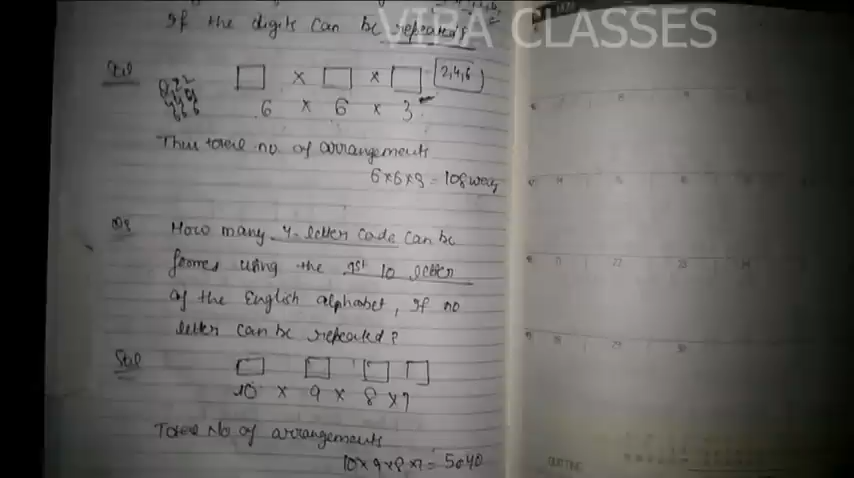 If the digits can be repeated?
VIBA CLASSES
Sol
□ × □ × □ 2,4,6
6 × 6 × 3
Thus total no of arrangements
6×6×3 = 108 ways
How many 4-letter code can be
formed using the 1st 10 letter
of the English alphabet, if no
letter can be repeated?
Sol
10 × 9 × 8 × 7
Total No of arrangements
10×9×8×7 = 5040